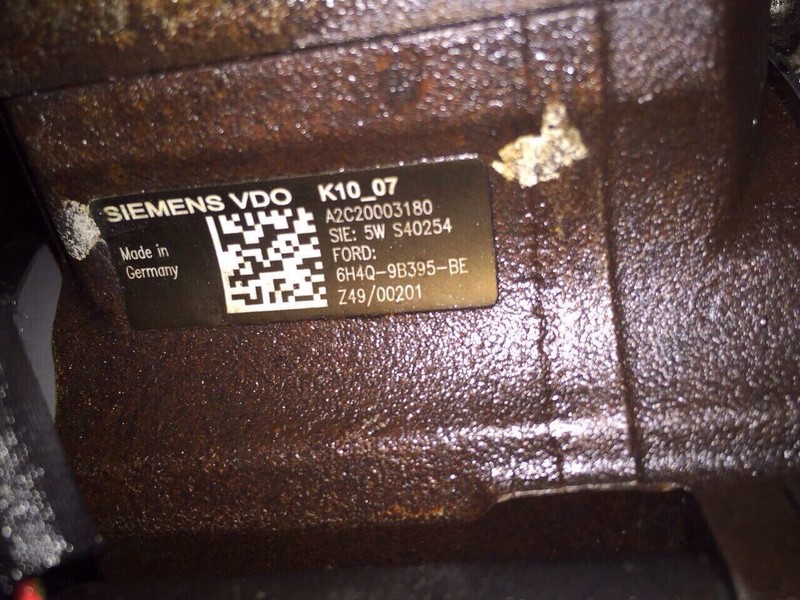 SIEMENS VDO K10_07
A2C20003180
SIE: 5W S40254
Made in
Germany
FORD:
6H4Q-9B395-BE
Z49/00201